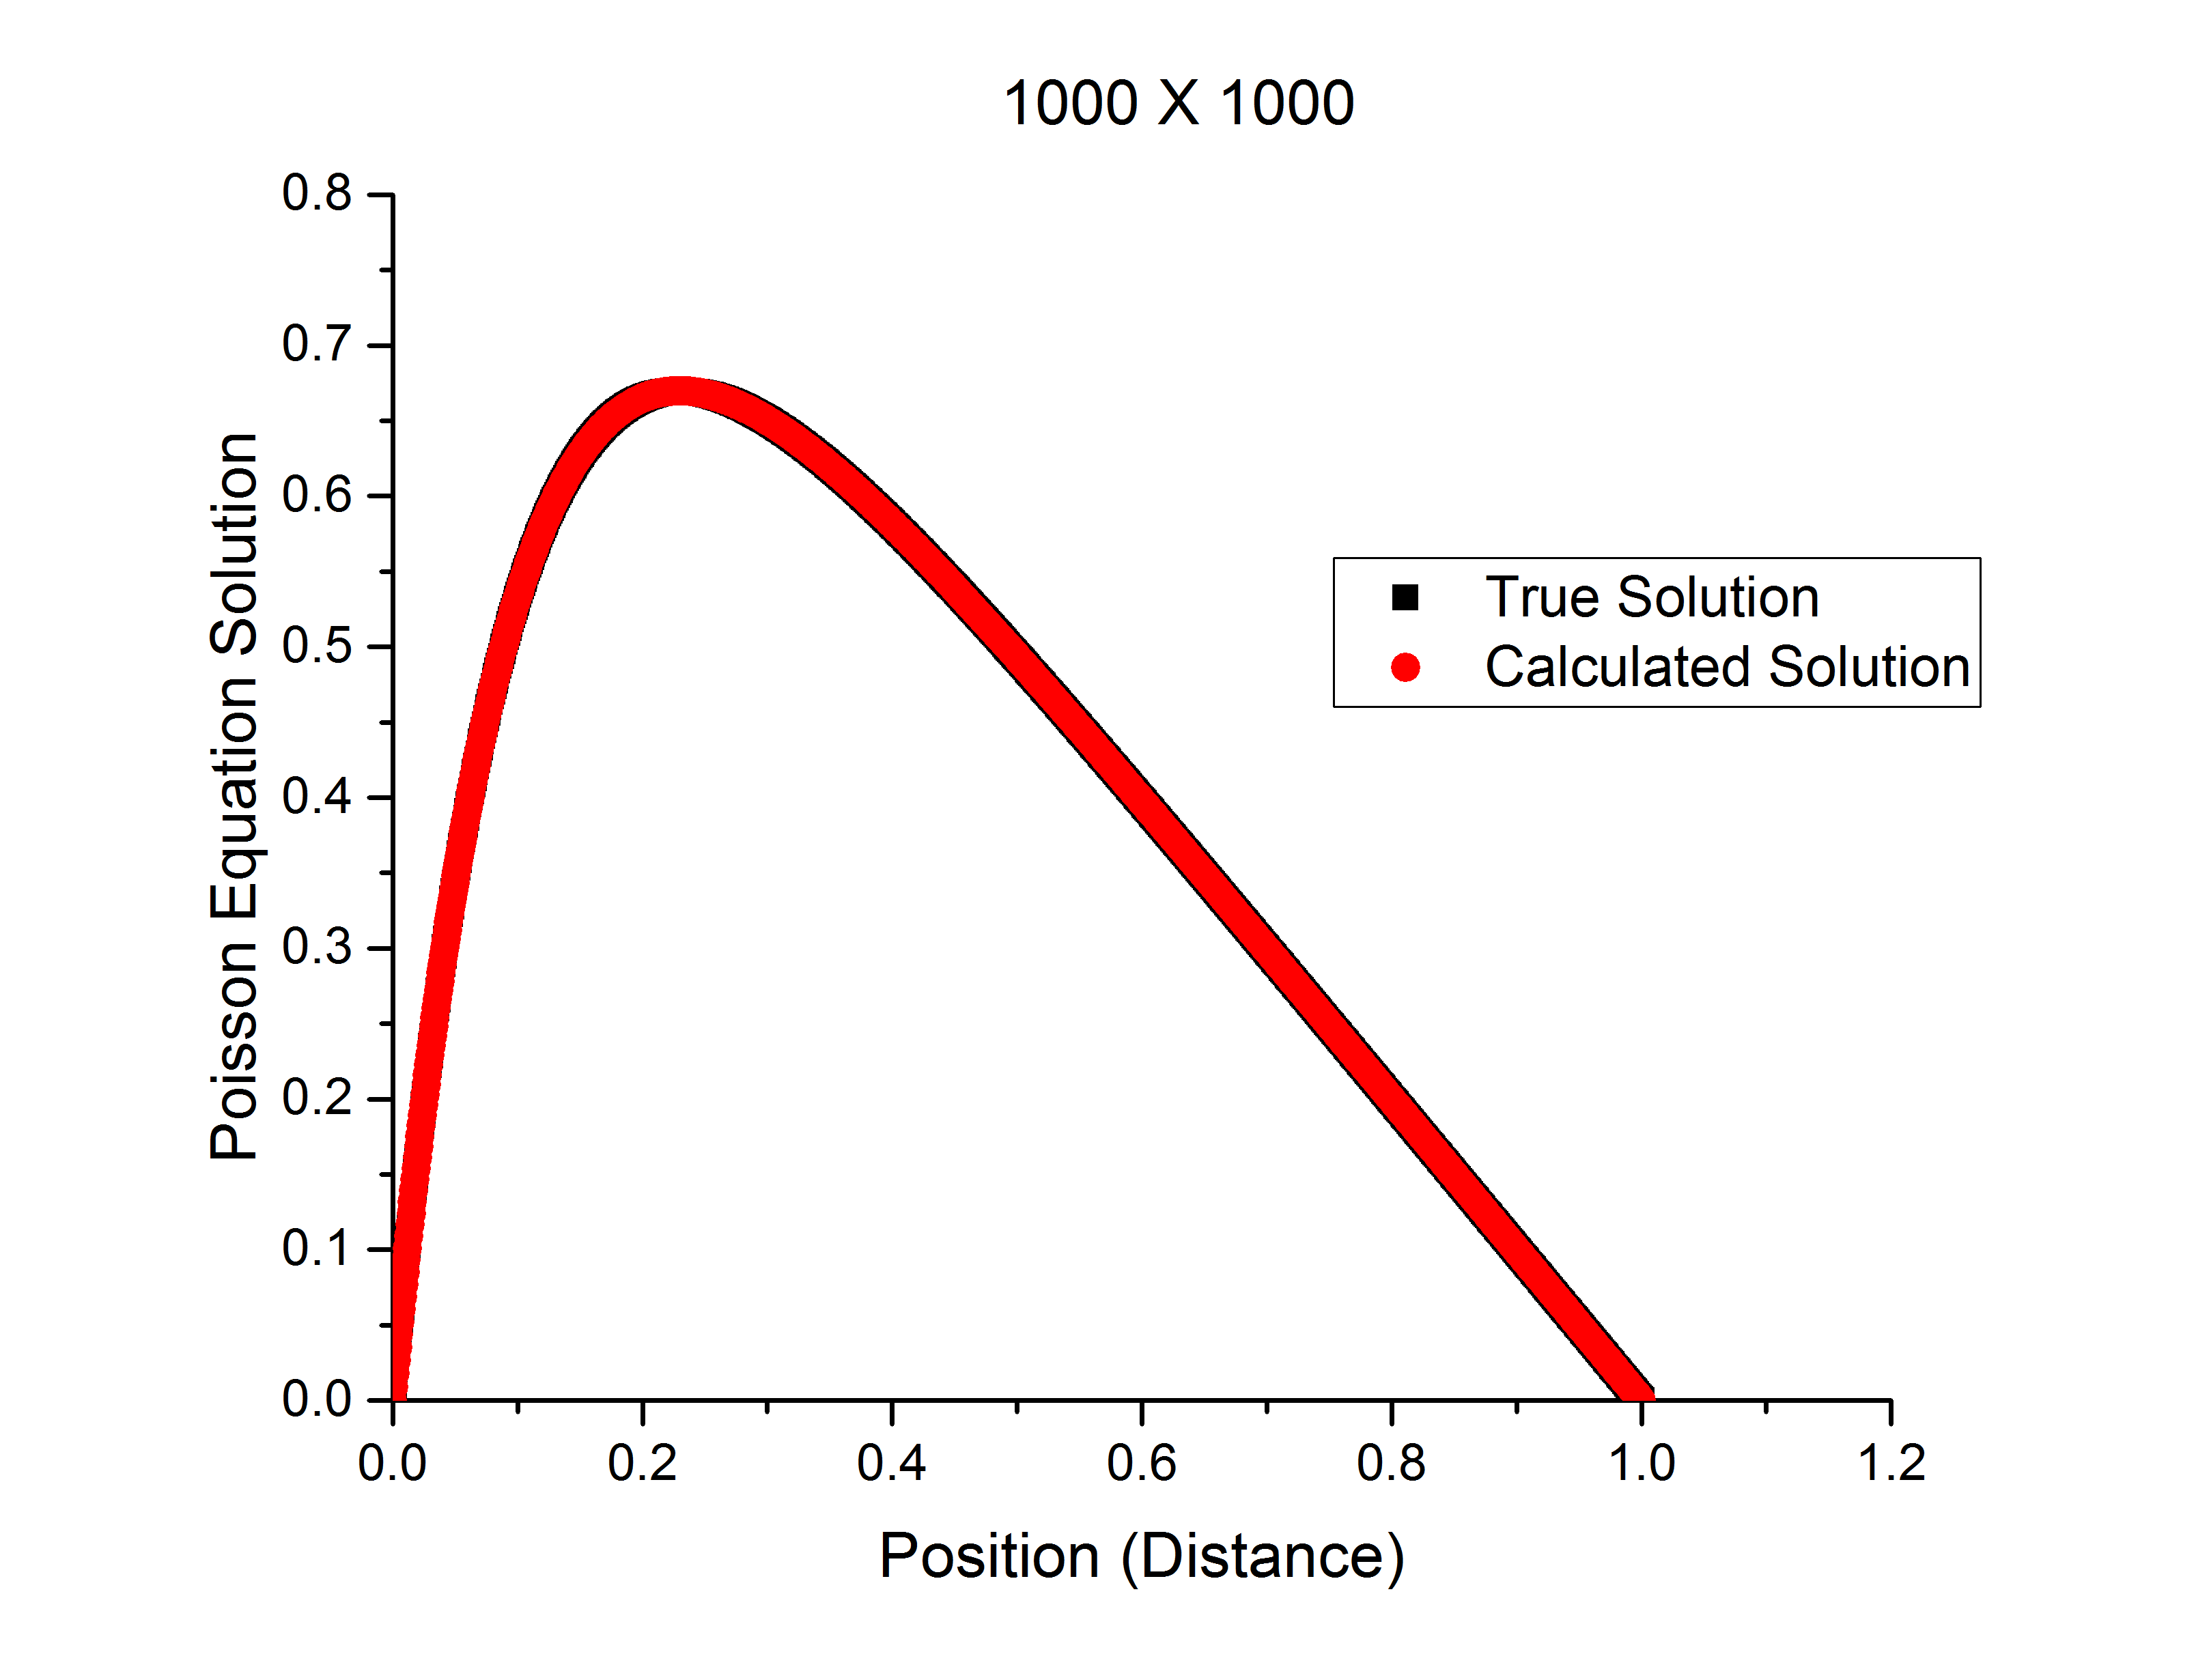 1000 X 1000
0.8
0.7
0.6
0.5
0.4
0.3
0.2
0.1
0.0
Poisson Equation Solution
True Solution
Calculated Solution
0.0 0.2 0.4 0.6 0.8 1.0 1.2
Position (Distance)